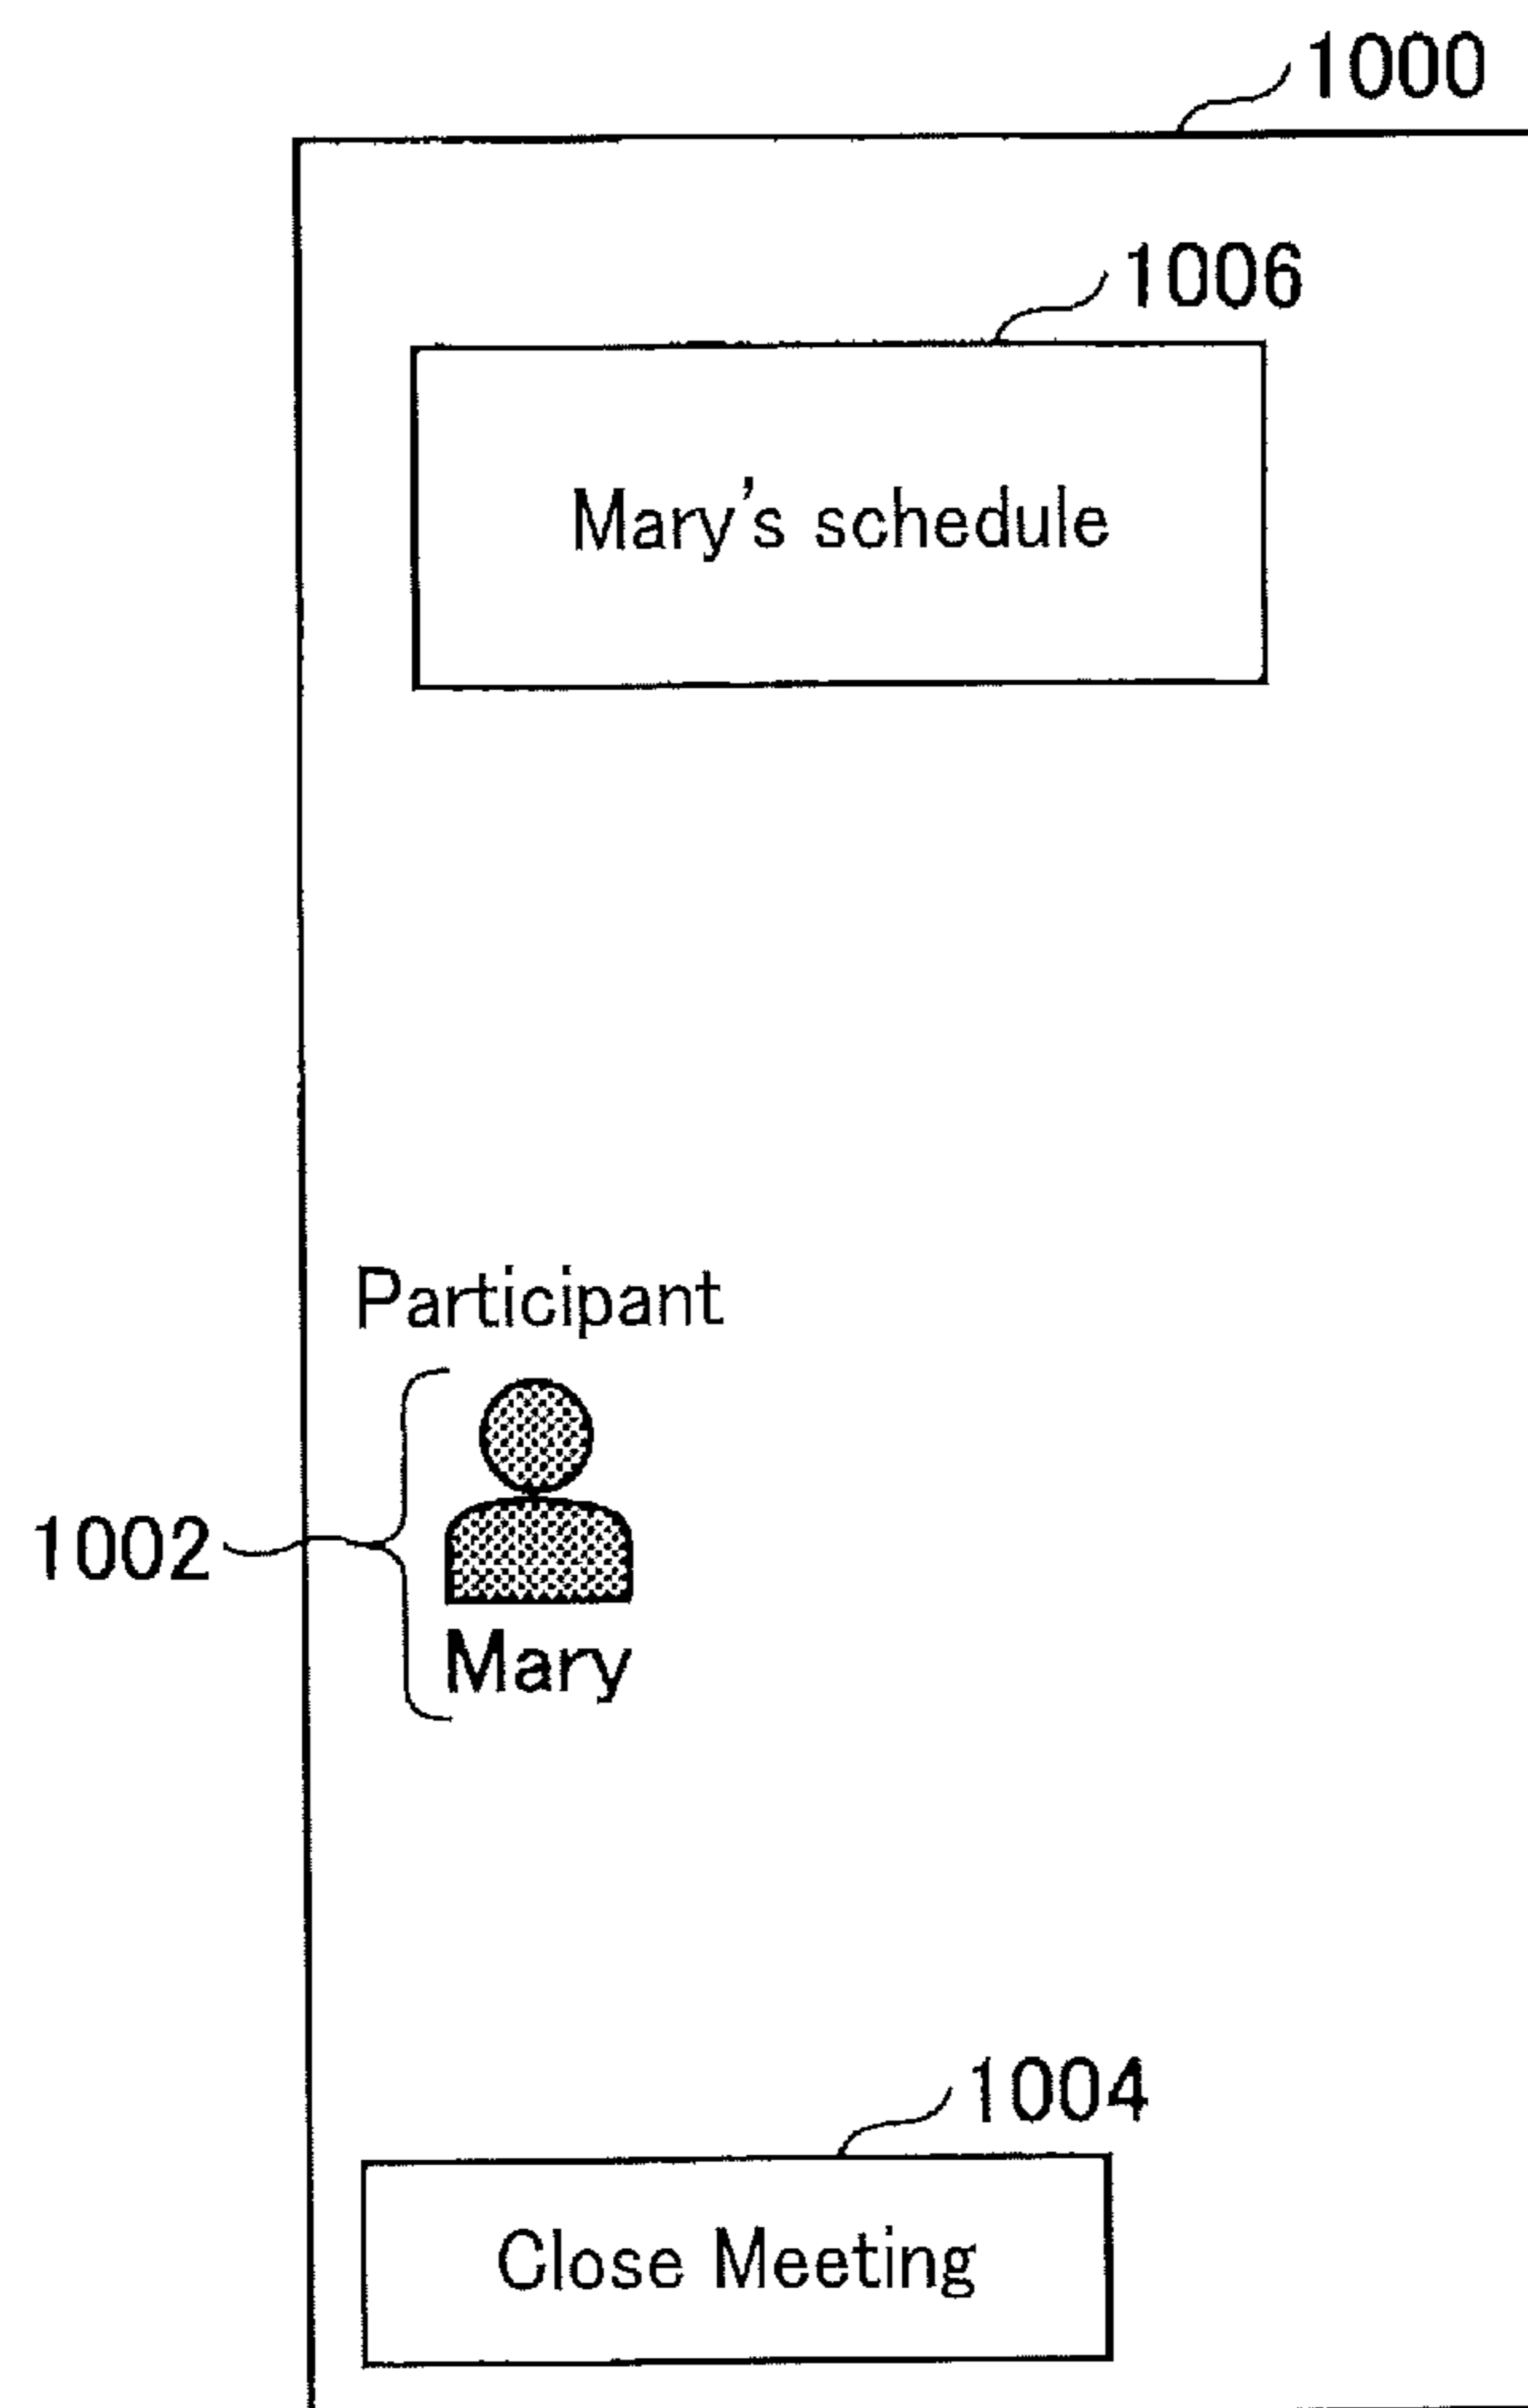 1000
1006
Mary's schedule
Participant
1002
Mary
1004
Close Meeting